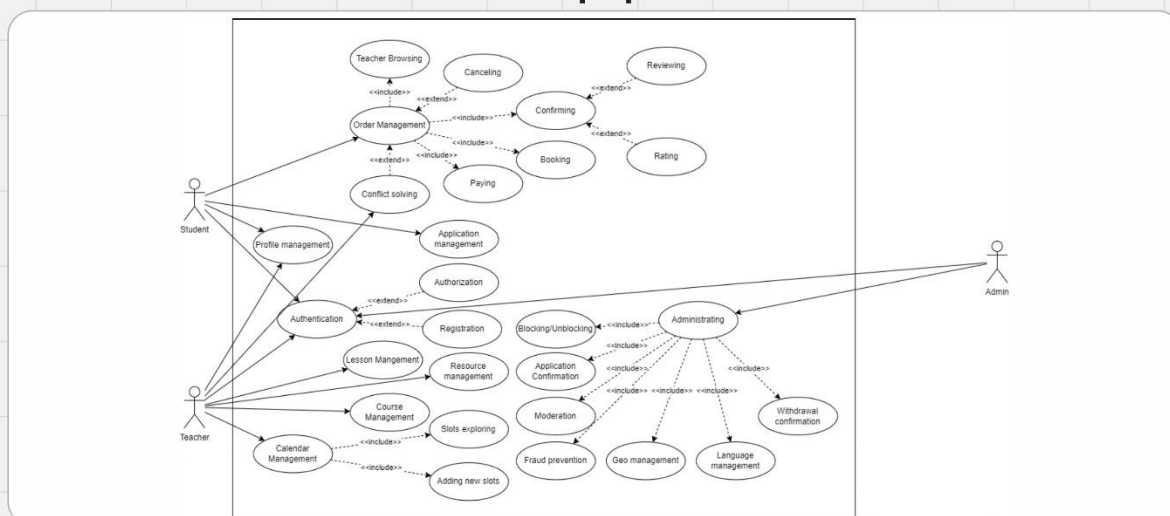 Teacher Browsing
Canceling
Reviewing
<<include>>
<<extend>>
<<extend>>
Confirming
<<include>>
Order Management
<<extend>>
<<include>>
<<extend>>
<<include>>
Booking
Rating
Paying
Conflict solving
Student
Application
management
Profile management
Authorization
Admin
<<extend>>
Authentication
<<extend>>
Registration
Blocking/Unblocking
<<include>>
Administrating
<<include>>
Lesson Mangement
Resource
management
Application
Confirmation
<<include>>
<<include>>
<<include>>
<<include>>
<<include>>
Course
Management
Moderation
Withdrawal
confirmation
Teacher
Slots exploring
<<include>>
Calendar
Management
Fraud prevention
Geo management
Language
management
<<include>>
Adding new slots